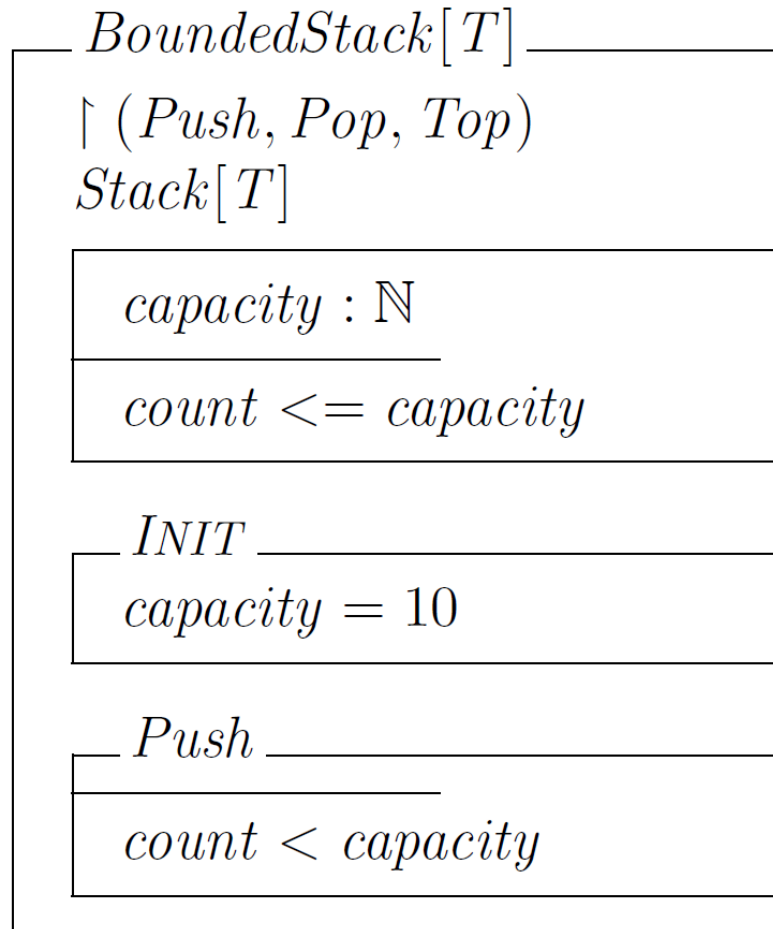 BoundedStack[T]
↾ (Push, Pop, Top)
Stack[T]
capacity : ℕ
count <= capacity
INIT
capacity = 10
Push
count < capacity